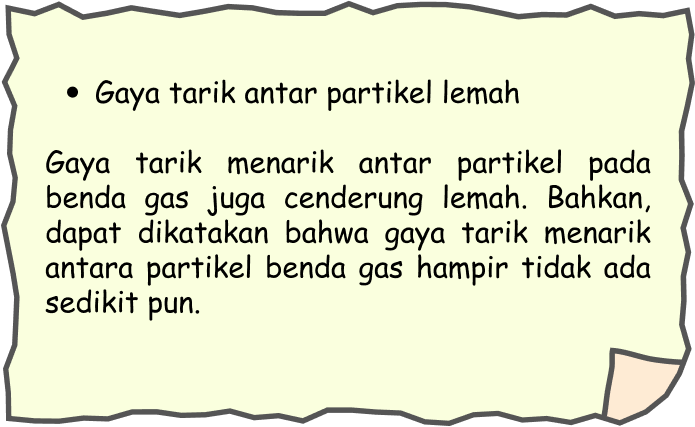 • Gaya tarik antar partikel lemah
Gaya tarik menarik antar partikel pada
benda gas juga cenderung lemah. Bahkan,
dapat dikatakan bahwa gaya tarik menarik
antara partikel benda gas hampir tidak ada
sedikit pun.